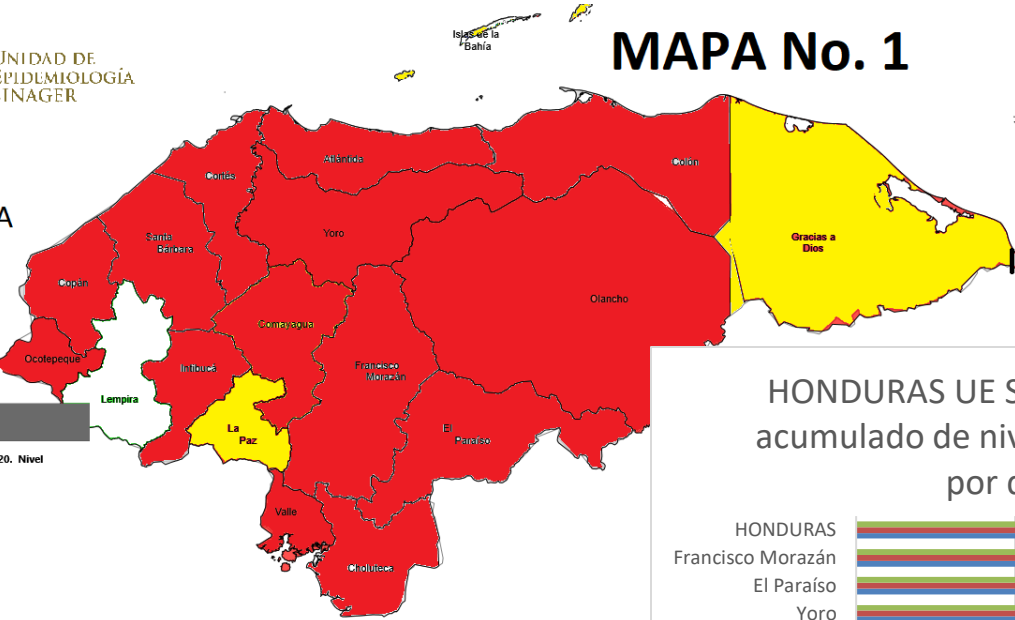 MAPA No. 1
UNIDAD DE
EPIDEMIOLOGÍA
SINAGER
A
Islas de la
Bahía
Atlántida
Colón
Cortes
Yoro
Santa
Barbara
Gracias a
Dios
Copán
Olancho
Comayagua
Ocotepeque
Intibucá
Francisco
Morazán
Lempira
La
Paz
El
Paraíso
20. Nivel
Valle
Choluteca
HONDURAS UE S
acumulado de niv
por d
HONDURAS
Francisco Morazán
El Paraíso
Yoro